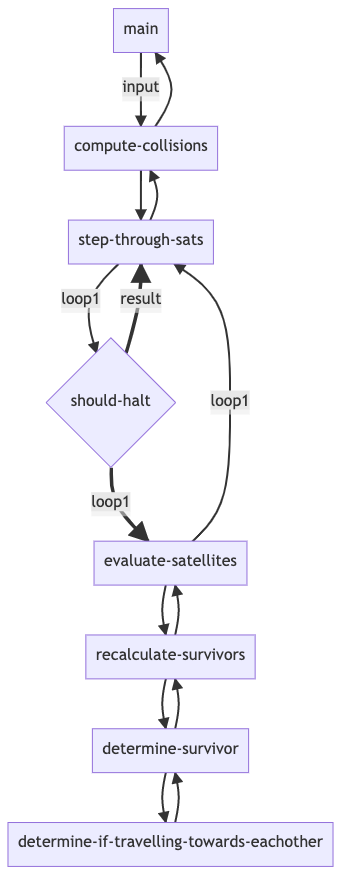 main
input
compute-collisions
step-through-sats
loop1
result
should-halt
loop1
loop1
evaluate-satellites
recalculate-survivors
determine-survivor
determine-if-travelling-towards-eachother